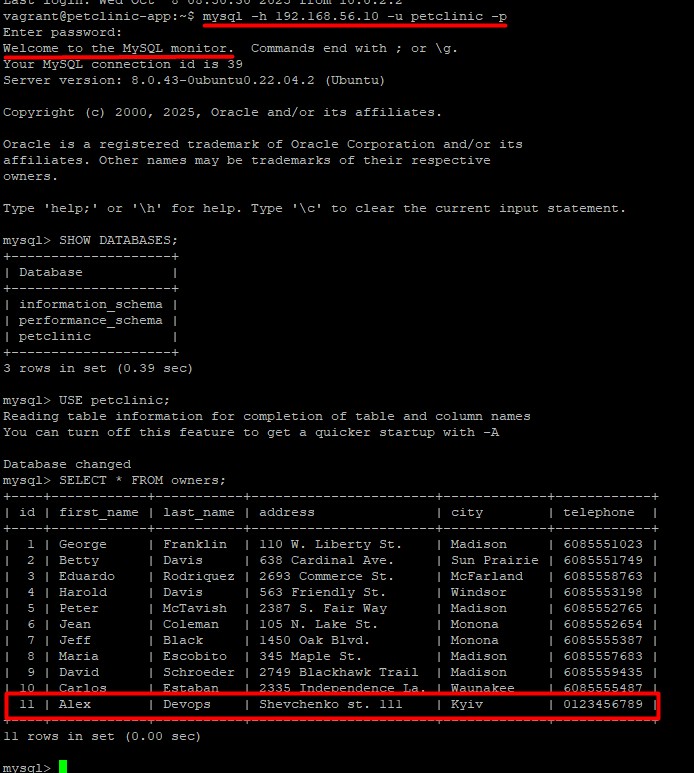 Last login: Wed Oct  8 08:50:30 2025 from 10.0.2.2
vagrant@petclinic-app:~$ mysql -h 192.168.56.10 -u petclinic -p
Enter password:
Welcome to the MySQL monitor.  Commands end with ; or \g.
Your MySQL connection id is 39
Server version: 8.0.43-0ubuntu0.22.04.2 (Ubuntu)

Copyright (c) 2000, 2025, Oracle and/or its affiliates.

Oracle is a registered trademark of Oracle Corporation and/or its
affiliates. Other names may be trademarks of their respective
owners.

Type 'help;' or '\h' for help. Type '\c' to clear the current input statement.

mysql> SHOW DATABASES;
+--------------------+
| Database           |
+--------------------+
| information_schema |
| performance_schema |
| petclinic          |
+--------------------+
3 rows in set (0.39 sec)

mysql> USE petclinic;
Reading table information for completion of table and column names
You can turn off this feature to get a quicker startup with -A

Database changed
mysql> SELECT * FROM owners;
+----+------------+-----------+-----------------------+-------------+------------+
| id | first_name | last_name | address               | city        | telephone  |
+----+------------+-----------+-----------------------+-------------+------------+
|  1 | George     | Franklin  | 110 W. Liberty St.    | Madison     | 6085551023 |
|  2 | Betty      | Davis     | 638 Cardinal Ave.     | Sun Prairie | 6085551749 |
|  3 | Eduardo    | Rodriquez | 2693 Commerce St.     | McFarland   | 6085558763 |
|  4 | Harold     | Davis     | 563 Friendly St.      | Windsor     | 6085553198 |
|  5 | Peter      | McTavish  | 2387 S. Fair Way      | Madison     | 6085552765 |
|  6 | Jean       | Coleman   | 105 N. Lake St.       | Monona      | 6085552654 |
|  7 | Jeff       | Black     | 1450 Oak Blvd.        | Monona      | 6085555387 |
|  8 | Maria      | Escobito  | 345 Maple St.         | Madison     | 6085557683 |
|  9 | David      | Schroeder | 2749 Blackhawk Trail  | Madison     | 6085559435 |
| 10 | Carlos     | Estaban   | 2335 Independence La. | Waunakee    | 6085555487 |
| 11 | Alex       | Devops    | Shevchenko st. 111    | Kyiv        | 0123456789 |
+----+------------+-----------+-----------------------+-------------+------------+
11 rows in set (0.00 sec)

mysql>